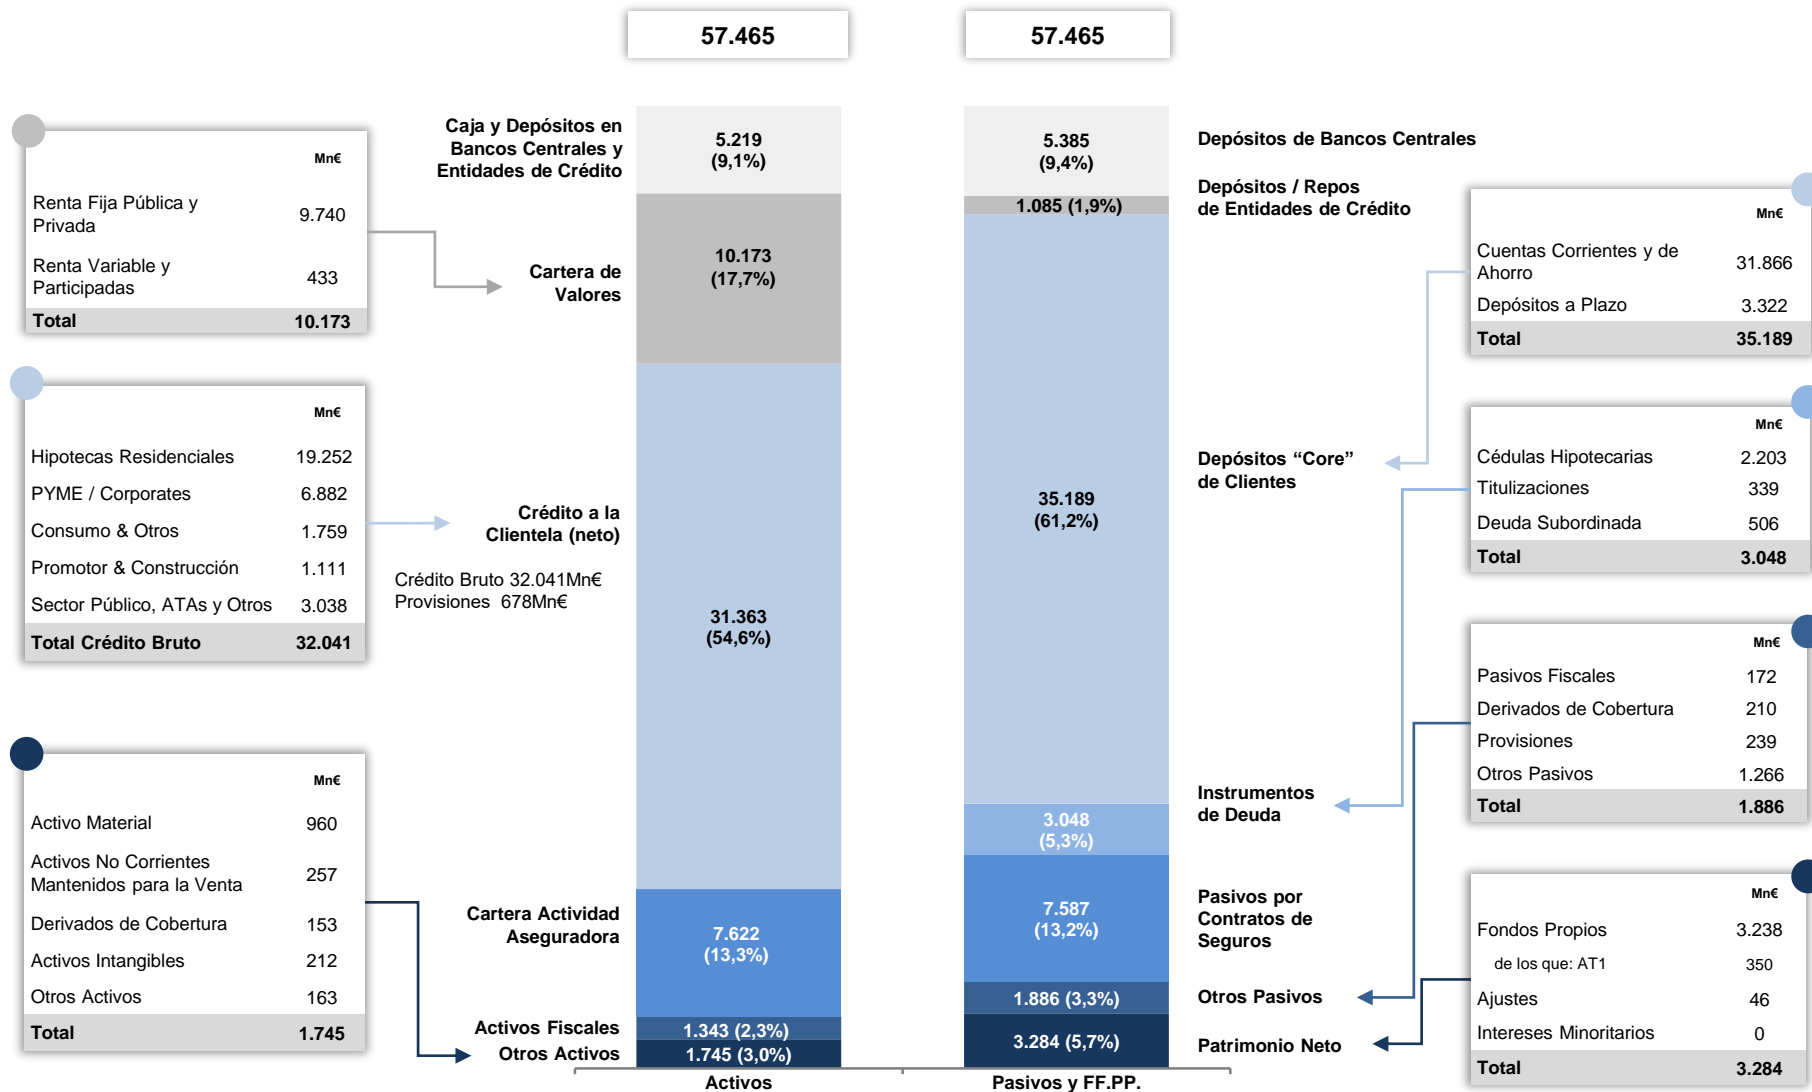 57.465
57.465
Mn€
Renta Fija Pública y
Privada
9.740
Renta Variable y
Participadas
433
Total 10.173
Mn€
Hipotecas Residenciales 19.252
PYME / Corporates 6.882
Consumo & Otros 1.759
Promotor & Construcción 1.111
Sector Público, ATAs y Otros 3.038
Total Crédito Bruto 32.041
Mn€
Activo Material 960
Activos No Corrientes
Mantenidos para la Venta
257
Derivados de Cobertura 153
Activos Intangibles 212
Otros Activos 163
Total 1.745
Caja y Depósitos en
Bancos Centrales y
Entidades de Crédito
Cartera de
Valores
Crédito a la
Clientela (neto)
Crédito Bruto 32.041Mn€
Provisiones 678Mn€
Cartera Actividad
Aseguradora
Activos Fiscales
Otros Activos
5.219
(9,1%)
10.173
(17,7%)
31.363
(54,6%)
7.622
(13,3%)
1.343 (2,3%)
1.745 (3,0%)
Activos
5.385
(9,4%)
1.085 (1,9%)
35.189
(61,2%)
3.048
(5,3%)
7.587
(13,2%)
1.886 (3,3%)
3.284 (5,7%)
Pasivos y FF.PP.
Depósitos de Bancos Centrales
Depósitos / Repos
de Entidades de Crédito
Depósitos “Core”
de Clientes
Instrumentos
de Deuda
Pasivos por
Contratos de
Seguros
Otros Pasivos
Patrimonio Neto
Mn€
Cuentas Corrientes y de
Ahorro
31.866
Depósitos a Plazo 3.322
Total 35.189
Mn€
Cédulas Hipotecarias 2.203
Titulizaciones 339
Deuda Subordinada 506
Total 3.048
Mn€
Pasivos Fiscales 172
Derivados de Cobertura 210
Provisiones 239
Otros Pasivos 1.266
Total 1.886
Mn€
Fondos Propios 3.238
de los que: AT1 350
Ajustes 46
Intereses Minoritarios 0
Total 3.284